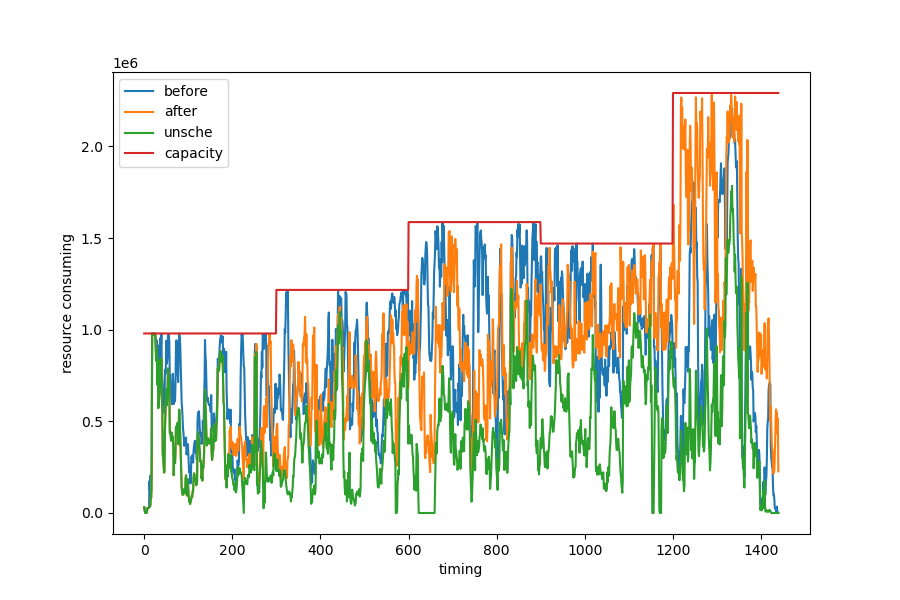 1e6
before
after
unsche
capacity
2.0
1.5
1.0
0.5
0.0
resource consuming
0 200 400 600 800 1000 1200 1400
timing